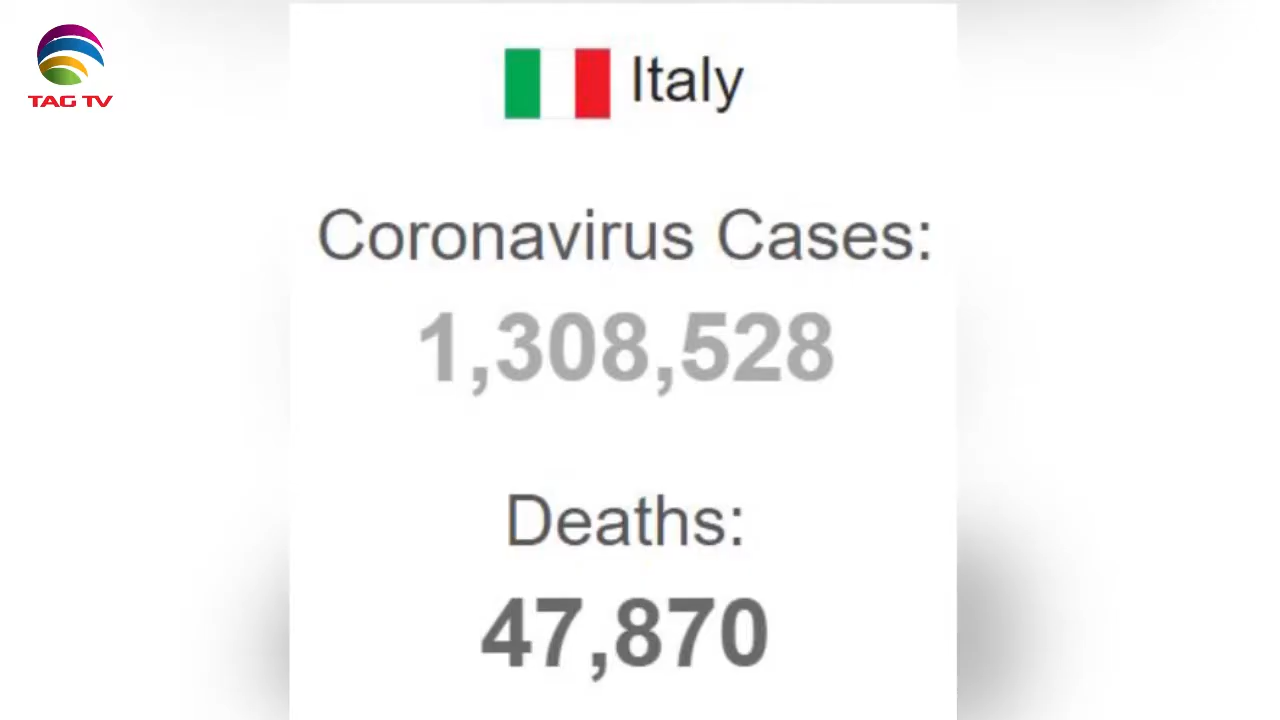 TAG TV
Italy
Coronavirus Cases:
1,308,528
Deaths:
47,870